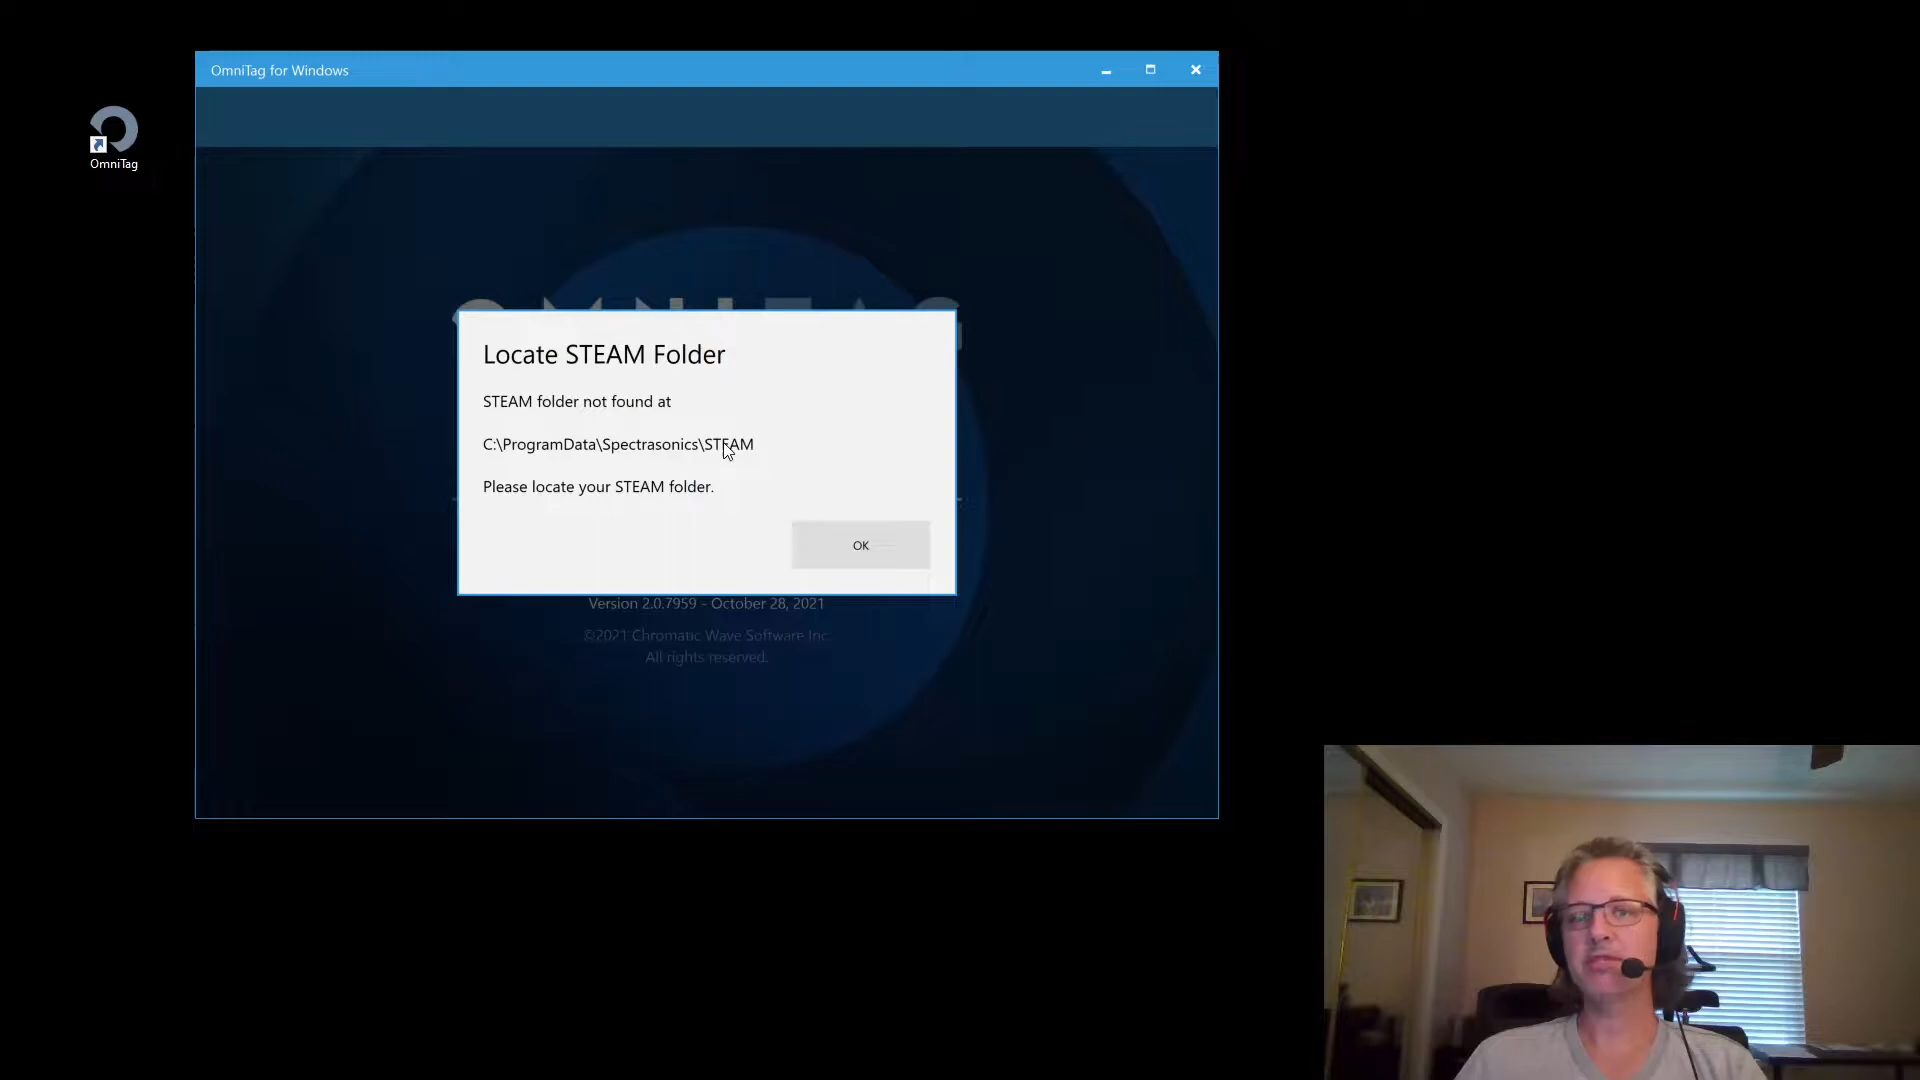 OmniTag for Windows
OmniTag
Locate STEAM Folder
STEAM folder not found at
C:\ProgramData\Spectrasonics\STEAM
Please locate your STEAM folder.
OK
Version 2.0.7959 - October 28, 2021
©2021 Chromatic Wave Software Inc.
All rights reserved.